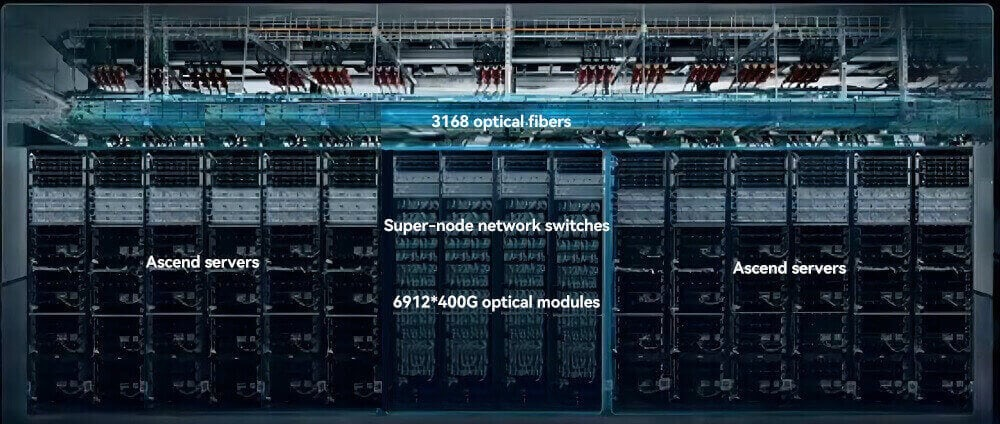 3168 optical fibers
Super-node network switches
Ascend servers
Ascend servers
6912*400G optical modules